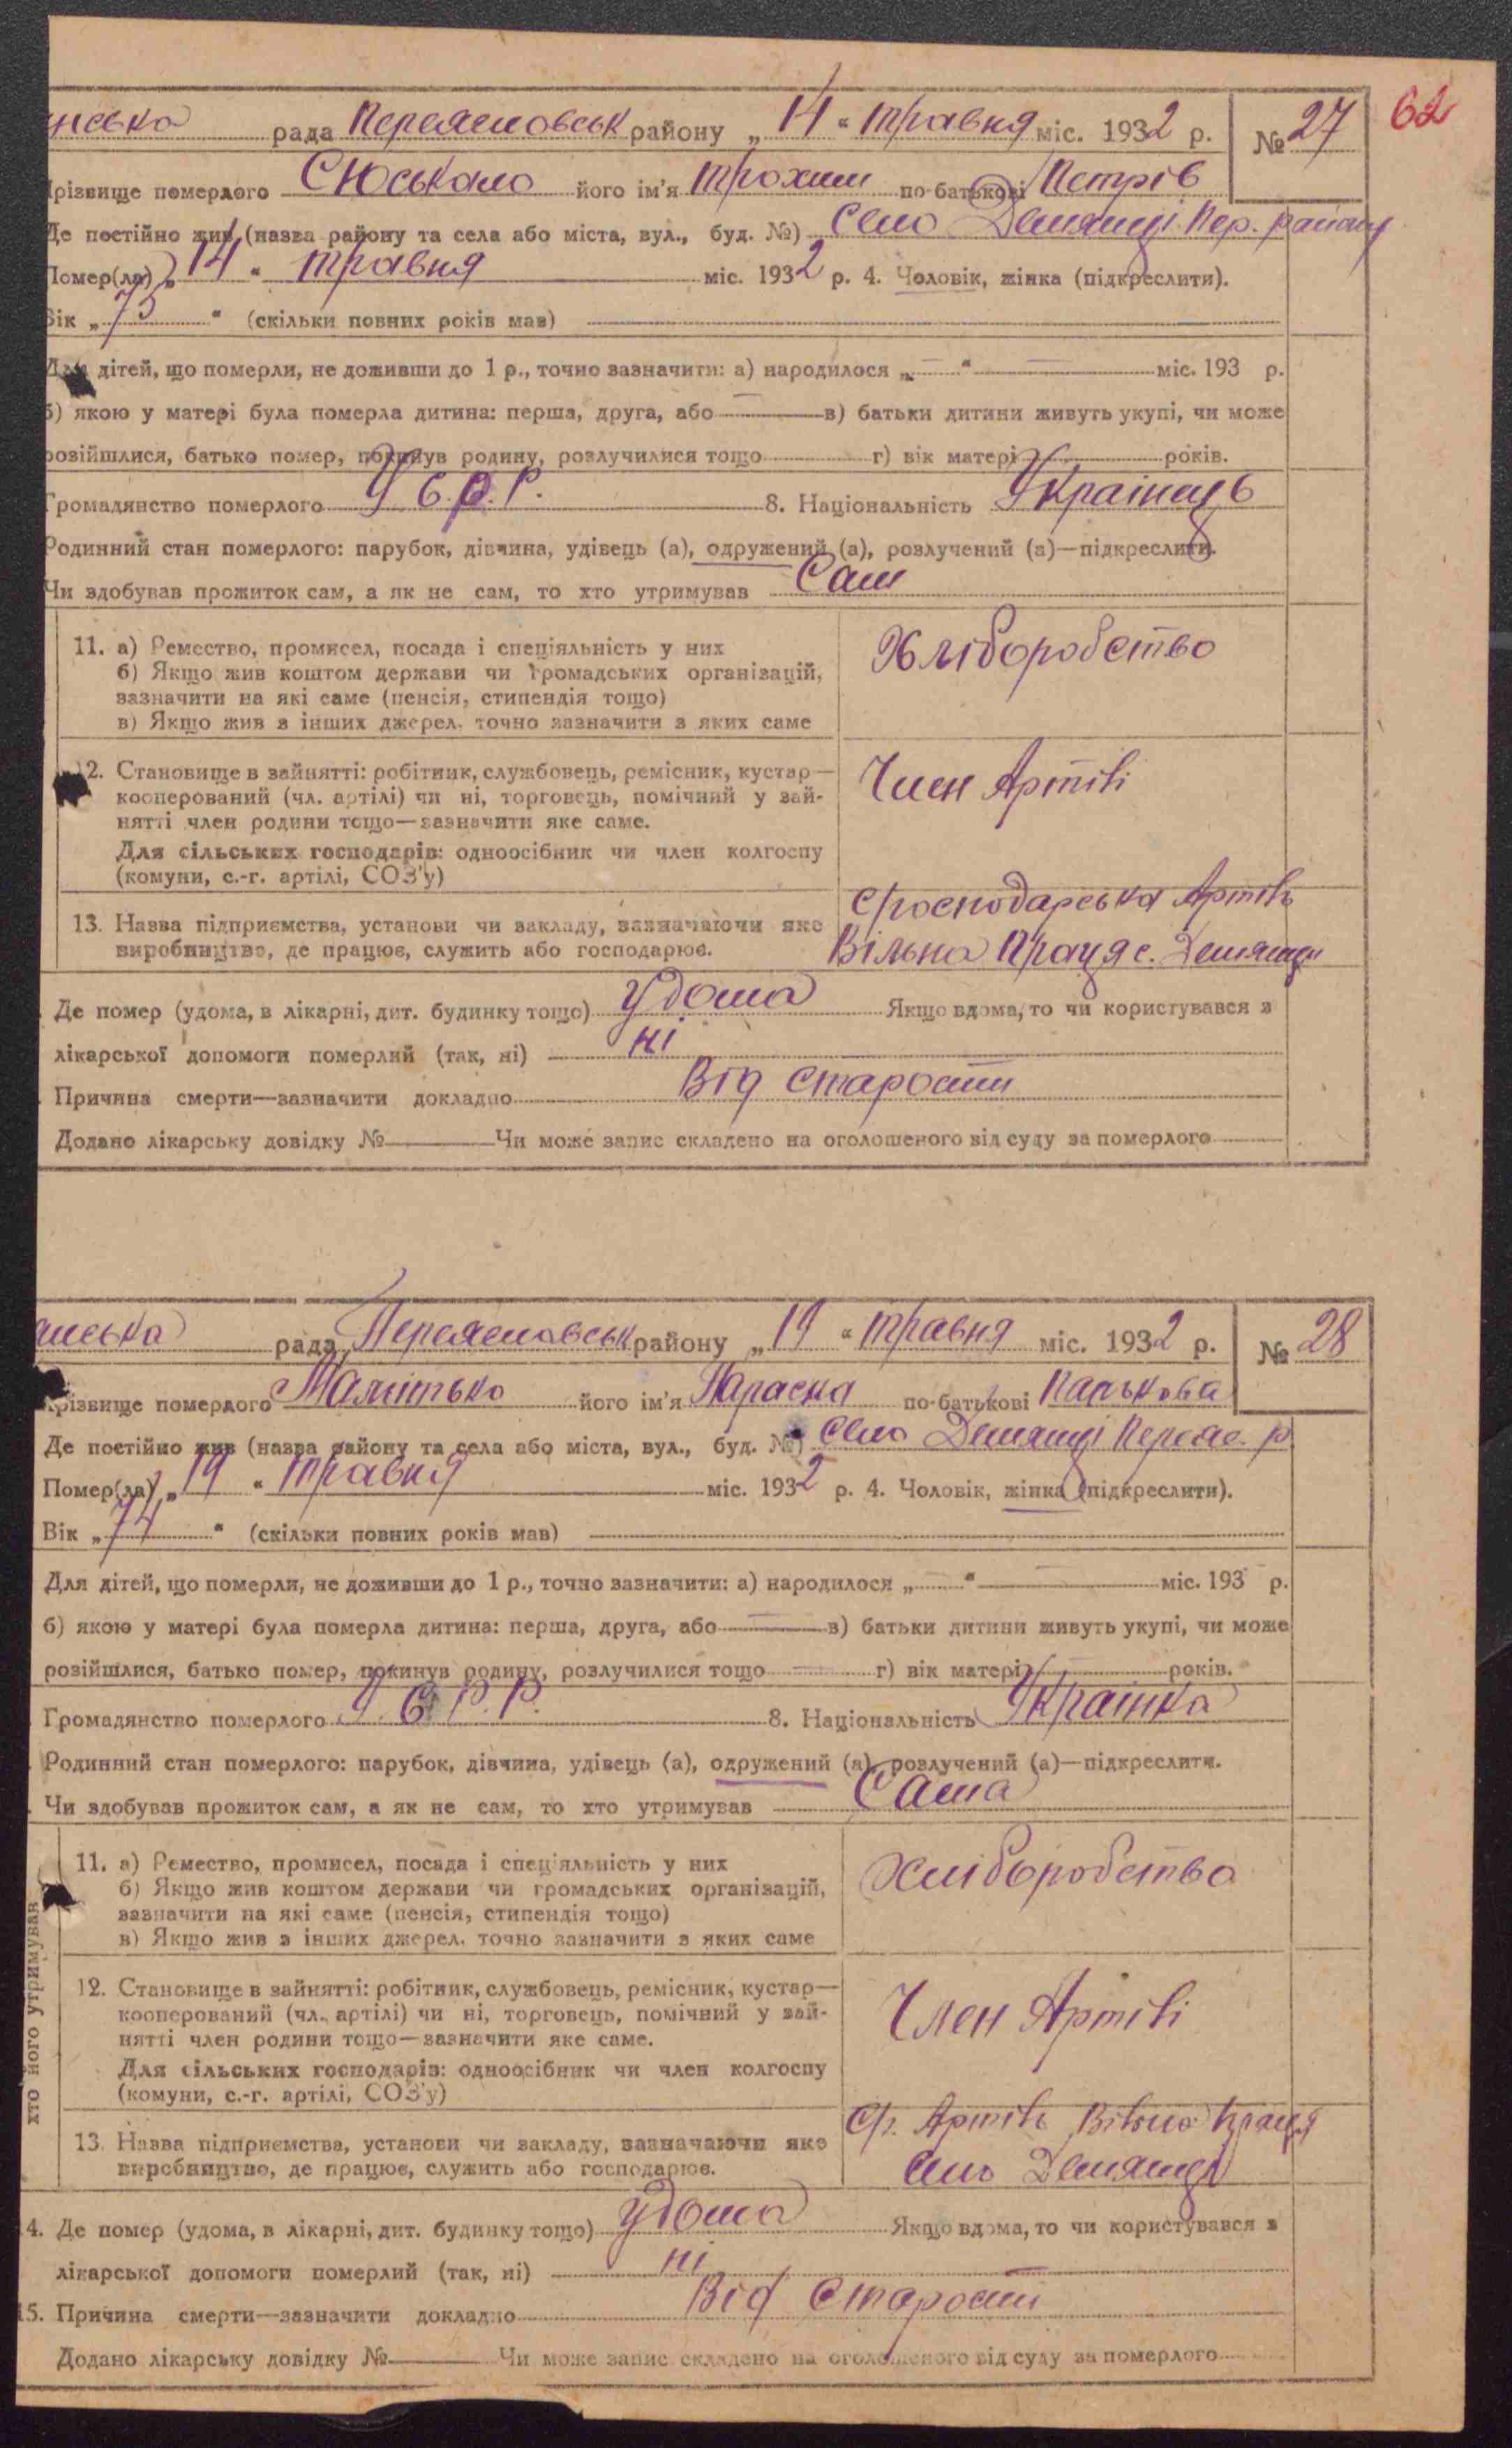 62
нська рада Переясловськ району „14“ травня міс. 1932 р. № 27
різвище померлого Сюськало його ім'я Трохим по-батькові Петрів
Де постійно жив (назва району та села або міста, вул., буд. №) Село Демянці Пер. району
Помер(ла) „14“ травня міс. 1932 р. 4. Чоловік, жінка (підкреслити).
Вік „75“ (скільки повних років мав)
Для дітей, що померли, не доживши до 1 р., точно зазначити: а) народилося „—“ — міс. 193 р.
б) якою у матері була померла дитина: перша, друга, або — в) батьки дитини живуть укупі, чи може
розійшлися, батько помер, покинув родину, розлучилися тощо г) вік матері років.
Громадянство померлого У.С.Р.Р. 8. Національність Українець
Родинний стан померлого: парубок, дівчина, удівець (а), одружений (а), розлучений (а)—підкреслити.
Чи здобував прожиток сам, а як не сам, то хто утримував Сам
11. а) Ремество, промисел, посада і спеціяльність у них
б) Якщо жив коштом держави чи громадських організацій,
зазначити на які саме (пенсія, стипендія тощо)
в) Якщо жив з інших джерел, точно зазначити з яких саме
Хліборобство
12. Становище в зайнятті: робітник, службовець, ремісник, кустар—
кооперований (чл. артілі) чи ні, торговець, помічний у зай-
нятті член родини тощо—зазначити яке саме.
Для сільських господарів: одноосібник чи член колгоспу
(комуни, с.-г. артілі, СОЗ'у)
Член Артілі
13. Назва підприємства, установи чи закладу, зазначаючи яке
виробництво, де працює, служить або господарює.
Сгосподарська Артіль
Вільна Праця с. Демянці
Де помер (удома, в лікарні, дит. будинку тощо) удома Якщо вдома, то чи користувався з
лікарської допомоги померлий (так, ні) ні
Причина смерти—зазначити докладно Від старости
Додано лікарську довідку № — Чи може запис складено на оголошеного від суду за померлого
рада Переясловськ району „19“ травня міс. 1932 р. № 28
різвище померлого Малітько його ім'я Параска по-батькові Панькова
Де постійно жив (назва району та села або міста, вул., буд. №) Село Демянці Переяс. р
Помер(ла) „19“ травня міс. 1932 р. 4. Чоловік, жінка (підкреслити).
Вік „74“ (скільки повних років мав)
Для дітей, що померли, не доживши до 1 р., точно зазначити: а) народилося „ “ — міс. 193 р.
б) якою у матері була померла дитина: перша, друга, або — в) батьки дитини живуть укупі, чи може
розійшлися, батько помер, покинув родину, розлучилися тощо — г) вік матері років.
Громадянство померлого У.С.Р.Р. 8. Національність Українка
Родинний стан померлого: парубок, дівчина, удівець (а), одружений (а), розлучений (а)—підкреслити.
Чи здобував прожиток сам, а як не сам, то хто утримував Сама
хто його утримував
11. а) Ремество, промисел, посада і спеціяльність у них
б) Якщо жив коштом держави чи громадських організацій,
зазначити на які саме (пенсія, стипендія тощо)
в) Якщо жив з інших джерел, точно зазначити з яких саме
Хліборобство
12. Становище в зайнятті: робітник, службовець, ремісник, кустар—
кооперований (чл. артілі) чи ні, торговець, помічний у зай-
нятті член родини тощо—зазначити яке саме.
Для сільських господарів: одноосібник чи член колгоспу
(комуни, с.-г. артілі, СОЗ'у)
Член Артілі
13. Назва підприємства, установи чи закладу, зазначаючи яке
виробництво, де працює, служить або господарює.
Сг. Артіль Вільна праця
Село Демянці
4. Де помер (удома, в лікарні, дит. будинку тощо) удома Якщо вдома, то чи користувався з
лікарської допомоги померлий (так, ні) ні
15. Причина смерти—зазначити докладно Від Старости
Додано лікарську довідку № — Чи може запис складено на оголошеного від суду за померлого